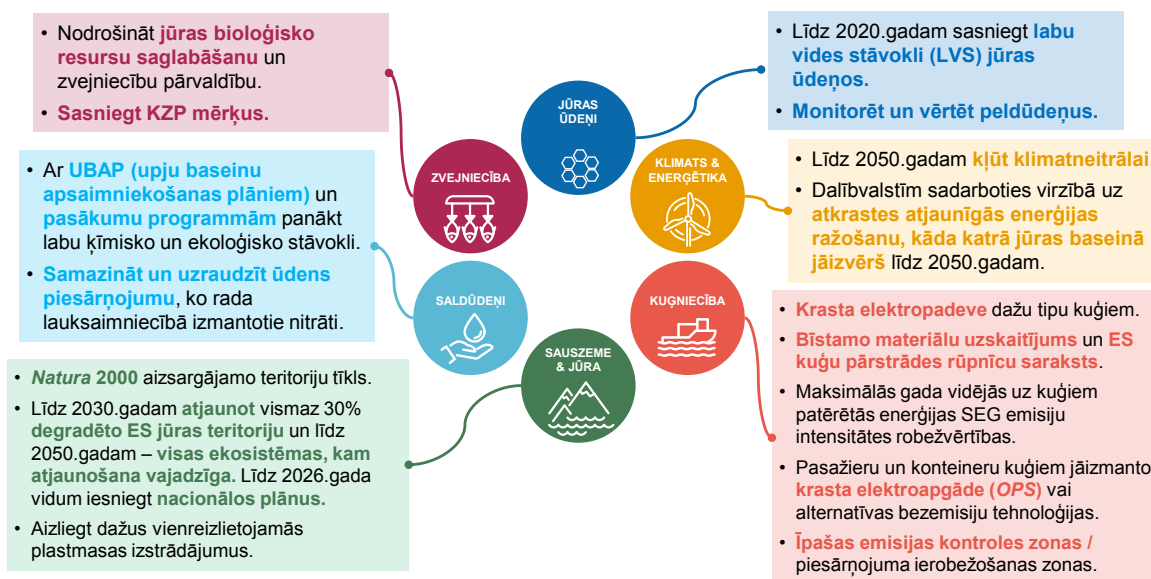 • Nodrošināt jūras bioloģisko
resursu saglabāšanu un
zvejniecību pārvaldību.
• Sasniegt KZP mērķus.
• Ar UBAP (upju baseinu
apsaimniekošanas plāniem) un
pasākumu programmām panākt
labu ķīmisko un ekoloģisko stāvokli.
• Samazināt un uzraudzīt ūdens
piesārņojumu, ko rada
lauksaimniecībā izmantotie nitrāti.
• Natura 2000 aizsargājamo teritoriju tīkls.
• Līdz 2030.gadam atjaunot vismaz 30%
degradēto ES jūras teritoriju un līdz
2050.gadam – visas ekosistēmas, kam
atjaunošana vajadzīga. Līdz 2026.gada
vidum iesniegt nacionālos plānus.
• Aizliegt dažus vienreizlietojamās
plastmasas izstrādājumus.
JŪRAS
ŪDEŅI
ZVEJNIECĪBA
KLIMATS &
ENERĢĒTIKA
SALDŪDEŅI
KUĢNIECĪBA
SAUSZEME
& JŪRA
• Līdz 2020.gadam sasniegt labu
vides stāvokli (LVS) jūras
ūdeņos.
• Monitorēt un vērtēt peldūdeņus.
• Līdz 2050.gadam kļūt klimatneitrālai.
• Dalībvalstīm sadarboties virzībā uz
atkrastes atjaunīgās enerģijas
ražošanu, kāda katrā jūras baseinā
jāizvērš līdz 2050.gadam.
• Krasta elektropadeve dažu tipu kuģiem.
• Bīstamo materiālu uzskaitījums un ES
kuģu pārstrādes rūpnīcu saraksts.
• Maksimālās gada vidējās uz kuģiem
patērētās enerģijas SEG emisiju
intensitātes robežvērtības.
• Pasažieru un konteineru kuģiem jāizmanto
krasta elektroapgāde (OPS) vai
alternatīvas bezemisiju tehnoloģijas.
• Īpašas emisijas kontroles zonas /
piesārņojuma ierobežošanas zonas.